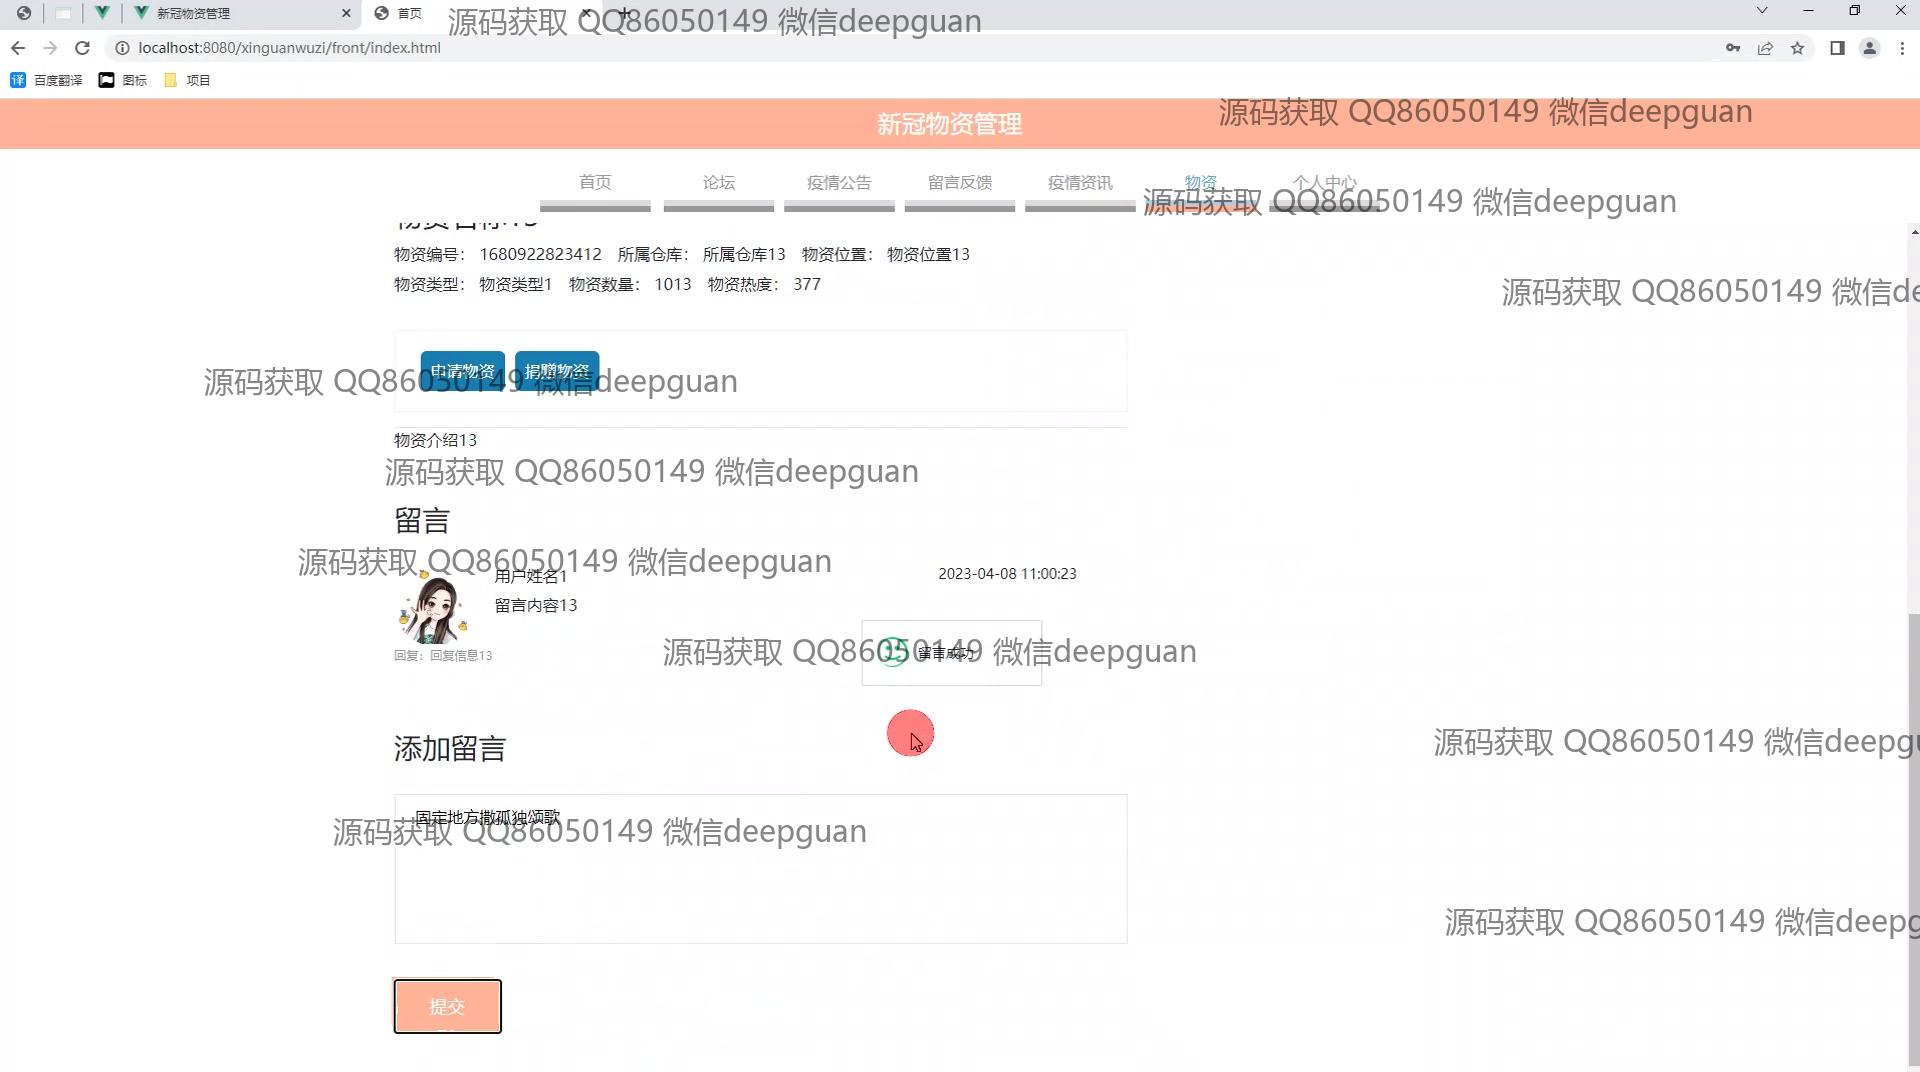 新冠物资管理
首页
源码获取 QQ86050149 微信deepguan
localhost:8080/xinguanwuzi/front/index.html
百度翻译
图标
项目
新冠物资管理
源码获取 QQ86050149 微信deepguan
首页
论坛
疫情公告
留言反馈
疫情资讯
物资
个人中心
源码获取 QQ86050149 微信deepguan
物资名称13
物资编号： 1680922823412 所属仓库： 所属仓库13 物资位置： 物资位置13
物资类型： 物资类型1 物资数量： 1013 物资热度： 377
源码获取 QQ86050149 微信de
申请物资
捐赠物资
源码获取 QQ86050149 微信deepguan
物资介绍13
源码获取 QQ86050149 微信deepguan
留言
源码获取 QQ86050149 微信deepguan
用户姓名1
2023-04-08 11:00:23
留言内容13
回复：回复信息13
留言成功
源码获取 QQ86050149 微信deepguan
添加留言
源码获取 QQ86050149 微信deepgu
固定地方撒孤独颂歌
源码获取 QQ86050149 微信deepguan
源码获取 QQ86050149 微信deepg
提交